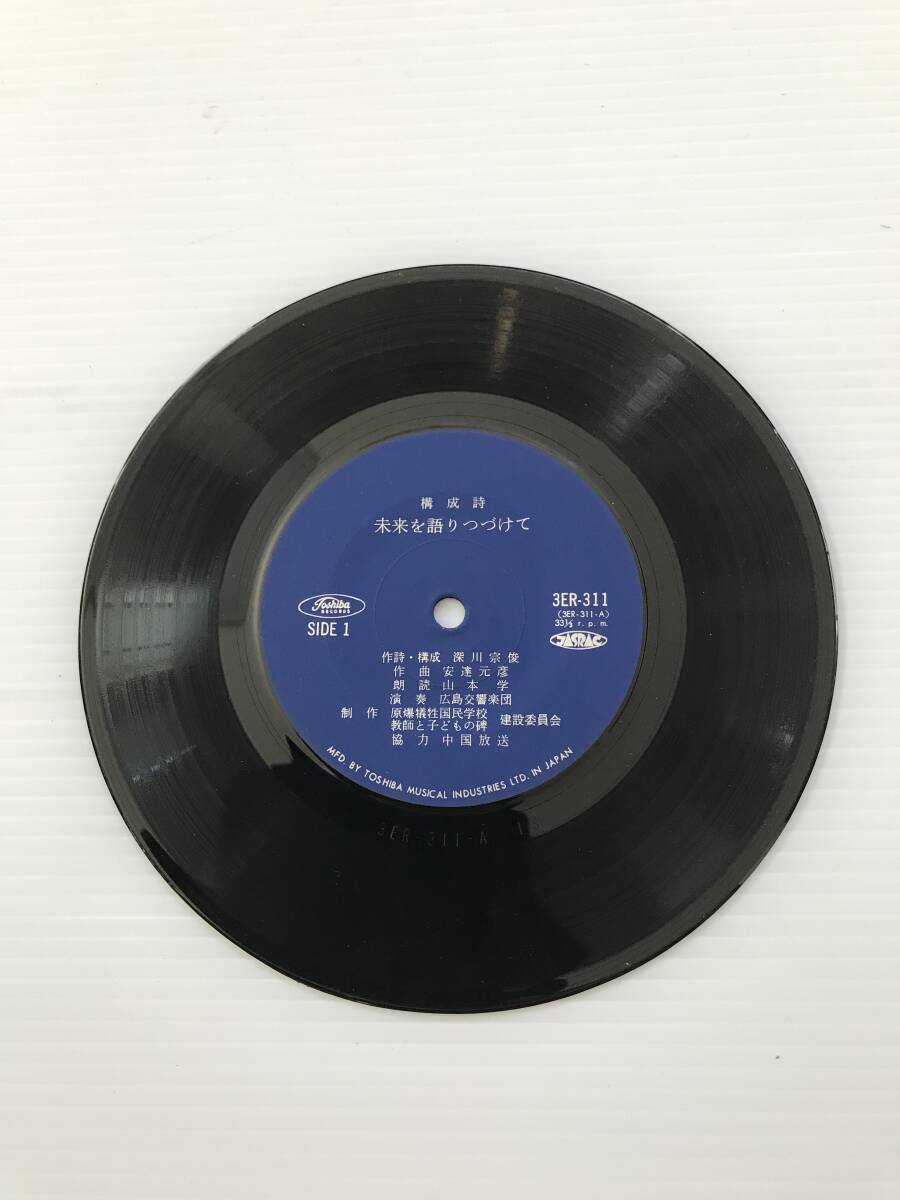 構成詩
未来を語りつづけて
Toshiba
RECORDS
SIDE 1
3ER-311
(3ER-311-A)
33⅓ r.p.m.
JASRAC
作詩・構成 深川宗俊
作曲 安達元彦
朗読 山本学
演奏 広島交響楽団
制作 原爆犠牲国民学校
教師と子どもの碑 建設委員会
協力 中国放送
MFD. BY TOSHIBA MUSICAL INDUSTRIES LTD. IN JAPAN
3ER-311-A